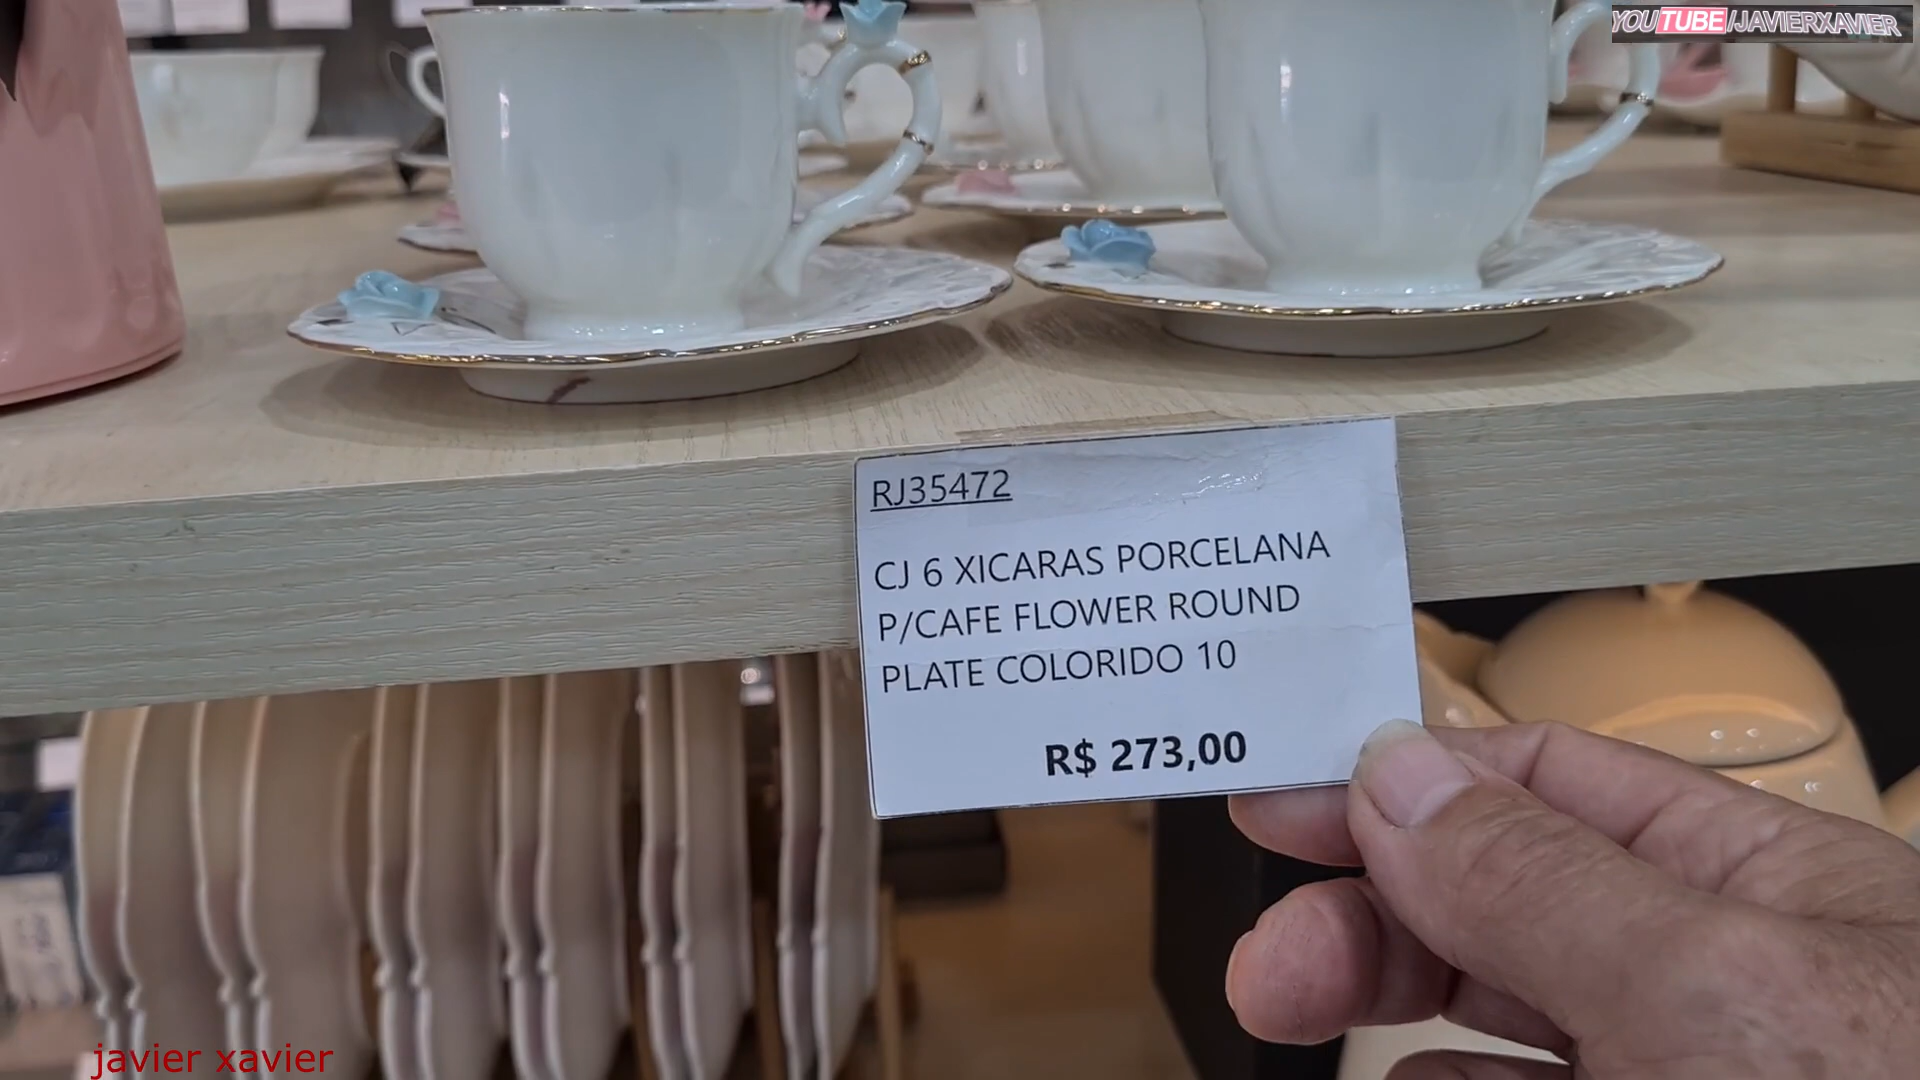 YOUTUBE/JAVIERXAVIER
RJ35472
CJ 6 XICARAS PORCELANA
P/CAFE FLOWER ROUND
PLATE COLORIDO 10
R$ 273,00
javier xavier